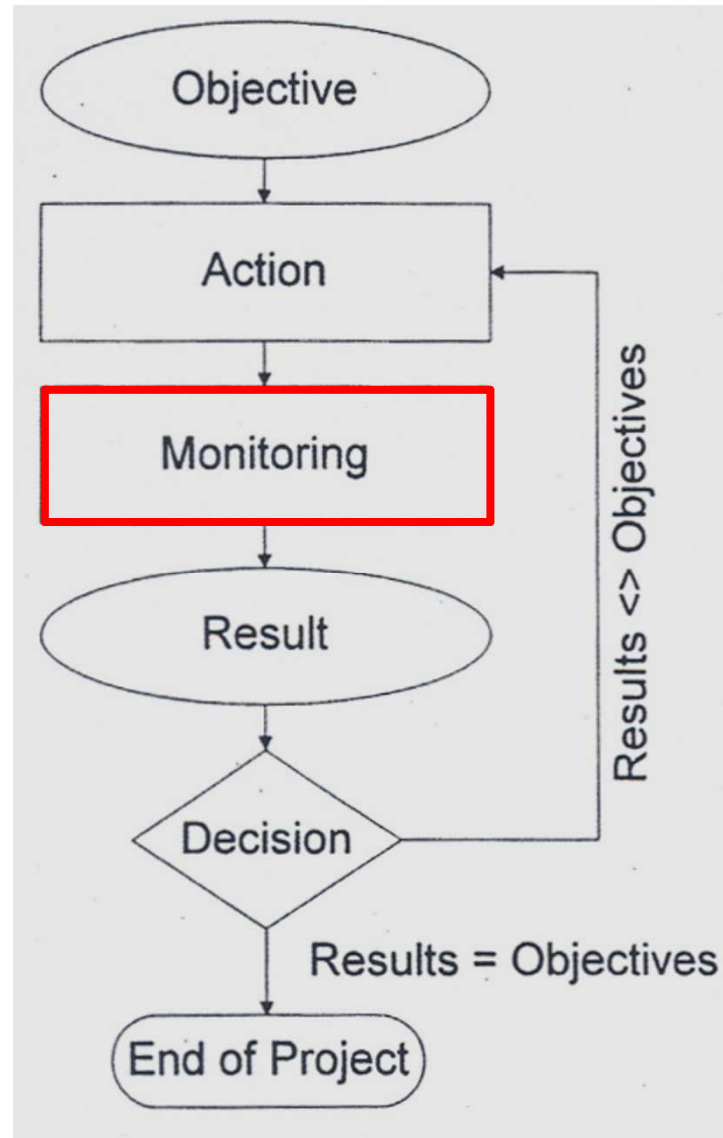 Objective
Action
Monitoring
Results <> Objectives
Result
Decision
Results = Objectives
End of Project